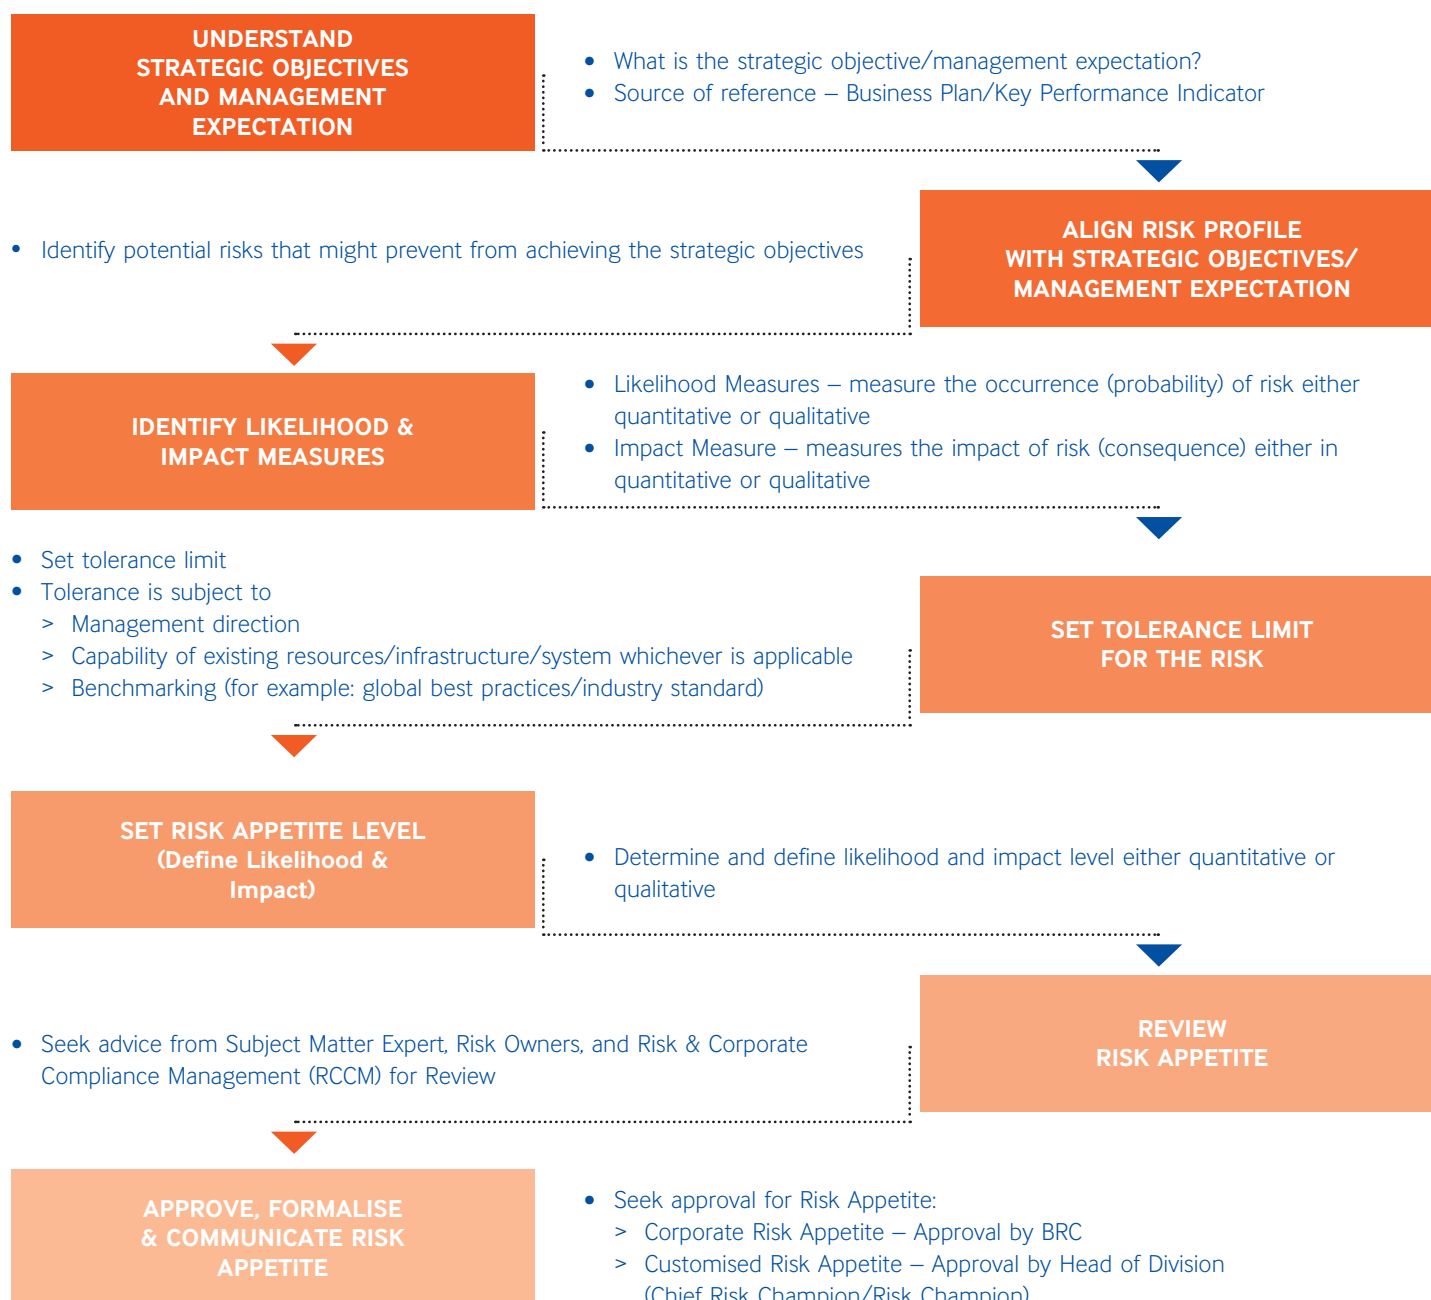 UNDERSTAND
STRATEGIC OBJECTIVES
AND MANAGEMENT
EXPECTATION
• What is the strategic objective/management expectation?
• Source of reference – Business Plan/Key Performance Indicator
ALIGN RISK PROFILE
WITH STRATEGIC OBJECTIVES/
MANAGEMENT EXPECTATION
• Identify potential risks that might prevent from achieving the strategic objectives
IDENTIFY LIKELIHOOD &
IMPACT MEASURES
• Likelihood Measures – measure the occurrence (probability) of risk either
quantitative or qualitative
• Impact Measure – measures the impact of risk (consequence) either in
quantitative or qualitative
• Set tolerance limit
• Tolerance is subject to
> Management direction
> Capability of existing resources/infrastructure/system whichever is applicable
> Benchmarking (for example: global best practices/industry standard)
SET TOLERANCE LIMIT
FOR THE RISK
SET RISK APPETITE LEVEL
(Define Likelihood &
Impact)
• Determine and define likelihood and impact level either quantitative or
qualitative
REVIEW
RISK APPETITE
• Seek advice from Subject Matter Expert, Risk Owners, and Risk & Corporate
Compliance Management (RCCM) for Review
APPROVE, FORMALISE
& COMMUNICATE RISK
APPETITE
• Seek approval for Risk Appetite:
> Corporate Risk Appetite – Approval by BRC
> Customised Risk Appetite – Approval by Head of Division
(Chief Risk Champion/Risk Champion)